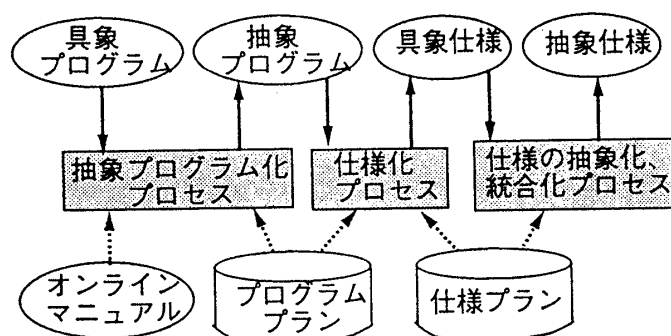 具象
プログラム
抽象
プログラム
具象仕様
抽象仕様
抽象プログラム化
プロセス
仕様化
プロセス
仕様の抽象化、
統合化プロセス
オンライン
マニュアル
プログラム
プラン
仕様プラン